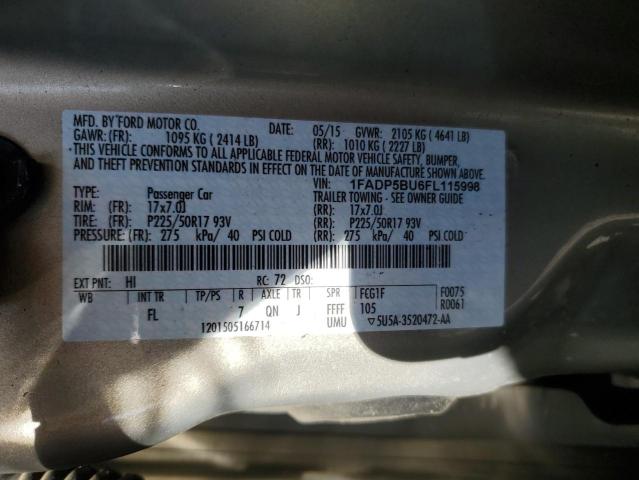 MFD. BY FORD MOTOR CO. DATE: 05/15 GVWR: 2105 KG ( 4641 LB)
GAWR: (FR): 1095 KG ( 2414 LB) (RR): 1010 KG ( 2227 LB)
*THIS VEHICLE CONFORMS TO ALL APPLICABLE FEDERAL MOTOR VEHICLE SAFETY, BUMPER,
AND THEFT PREVENTION STANDARDS IN EFFECT ON THE DATE OF MANUFACTURE SHOWN ABOVE.
VIN: 1FADP5BU6FL115998
TYPE: Passenger Car TRAILER TOWING - SEE OWNER GUIDE
RIM: (FR): 17x7.0J (RR): 17x7.0J
TIRE: (FR): P225/50R17 93V (RR): P225/50R17 93V
PRESSURE: (FR): 275 kPa/ 40 PSI COLD (RR): 275 kPa/ 40 PSI COLD
EXT PNT: HI RC: 72 DSO: F0075
WB INT TR TP/PS R AXLE TR SPR FCG1F RD061
FL 7 QN J FFFF 105
1201505166714 UMU ▽5U5A-3520472-AA